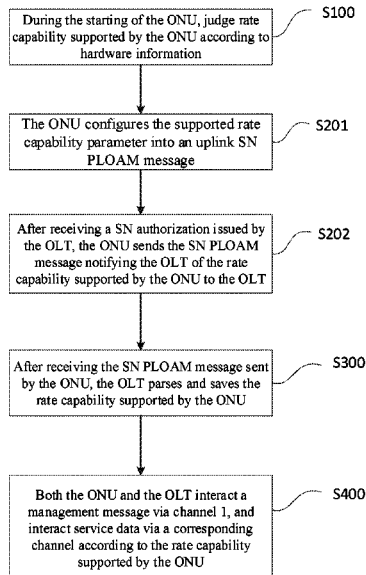 During the starting of the ONU, judge rate
capability supported by the ONU according to
hardware information
S100
The ONU configures the supported rate
capability parameter into an uplink SN
PLOAM message
S201
After receiving a SN authorization issued by
the OLT, the ONU sends the SN PLOAM
message notifying the OLT of the rate
capability supported by the ONU to the OLT
S202
After receiving the SN PLOAM message sent
by the ONU, the OLT parses and saves the
rate capability supported by the ONU
S300
Both the ONU and the OLT interact a
management message via channel 1, and
interact service data via a corresponding
channel according to the rate capability
supported by the ONU
S400